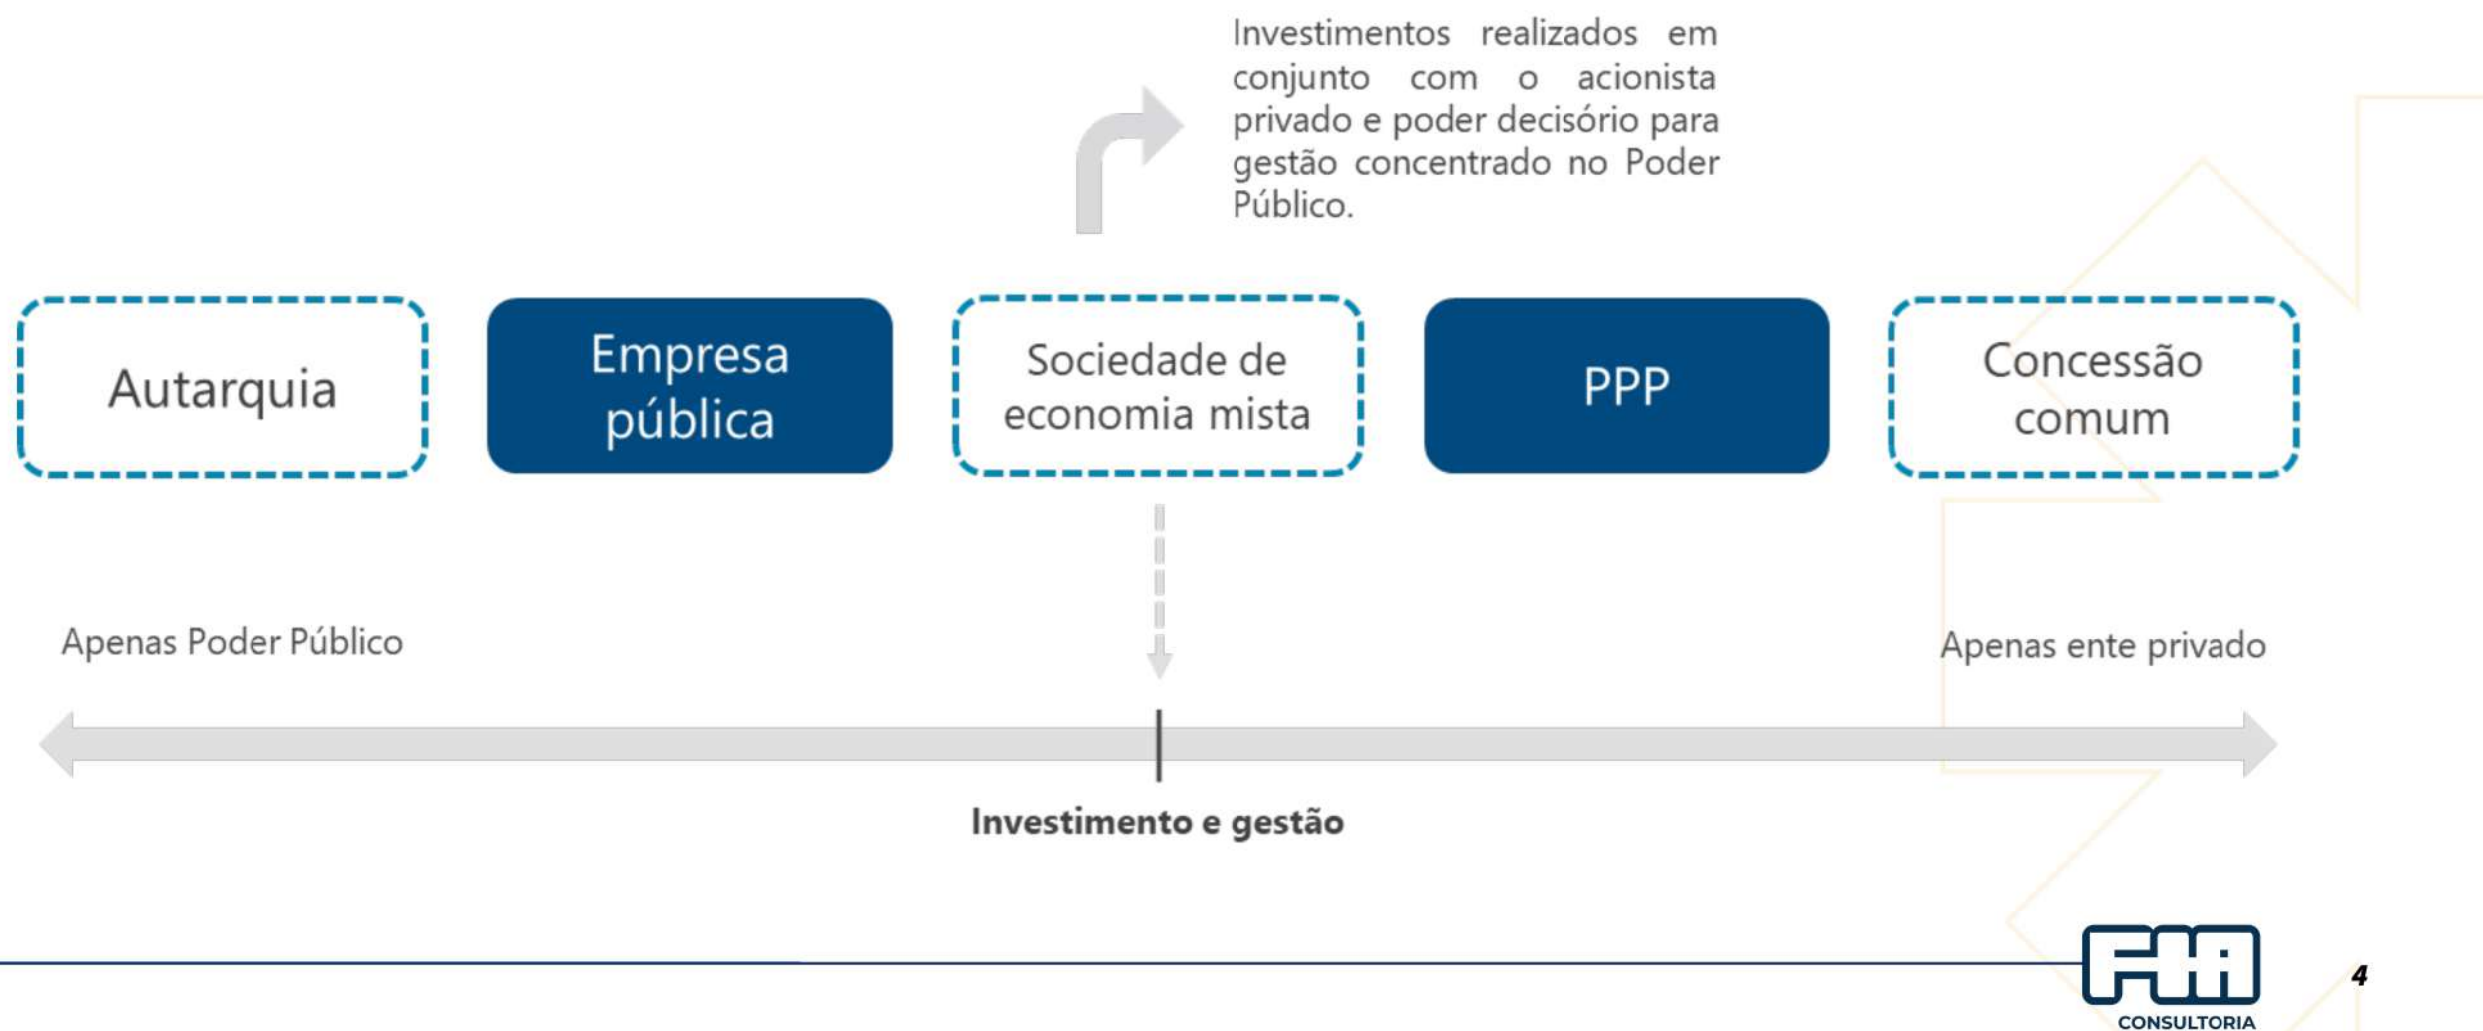 Investimentos realizados em
conjunto com o acionista
privado e poder decisório para
gestão concentrado no Poder
Público.
Autarquia
Empresa
pública
Sociedade de
economia mista
PPP
Concessão
comum
Apenas Poder Público
Apenas ente privado
Investimento e gestão
FIA
CONSULTORIA
4